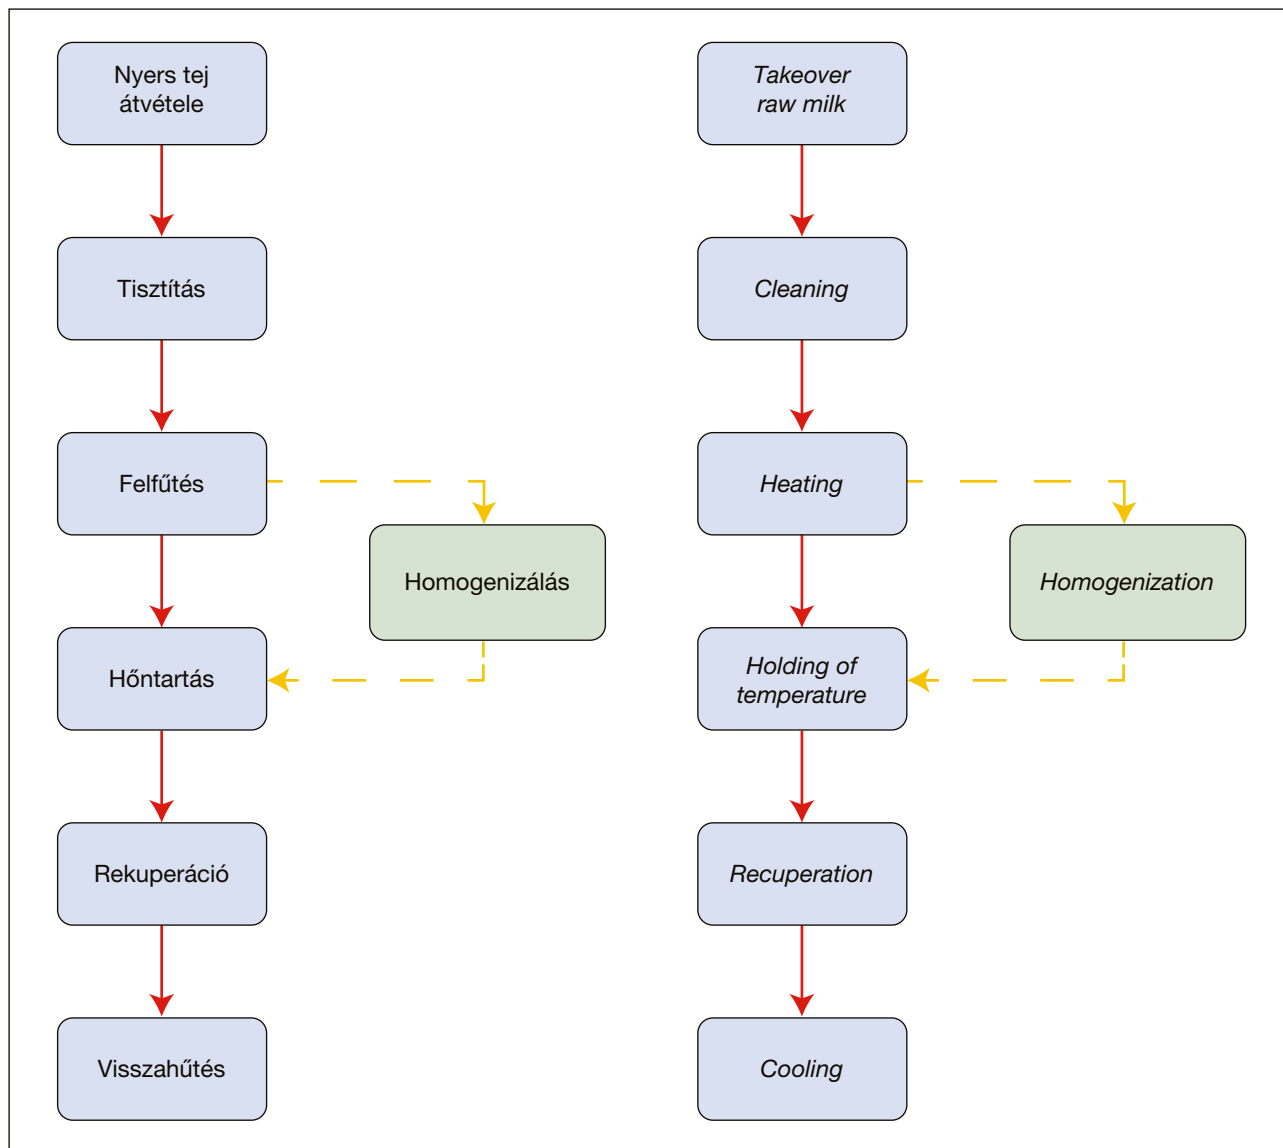 Nyers tej
átvétele
Tisztítás
Felfűtés
Homogenizálás
Hőntartás
Rekuperáció
Visszahűtés
Takeover
raw milk
Cleaning
Heating
Homogenization
Holding of
temperature
Recuperation
Cooling